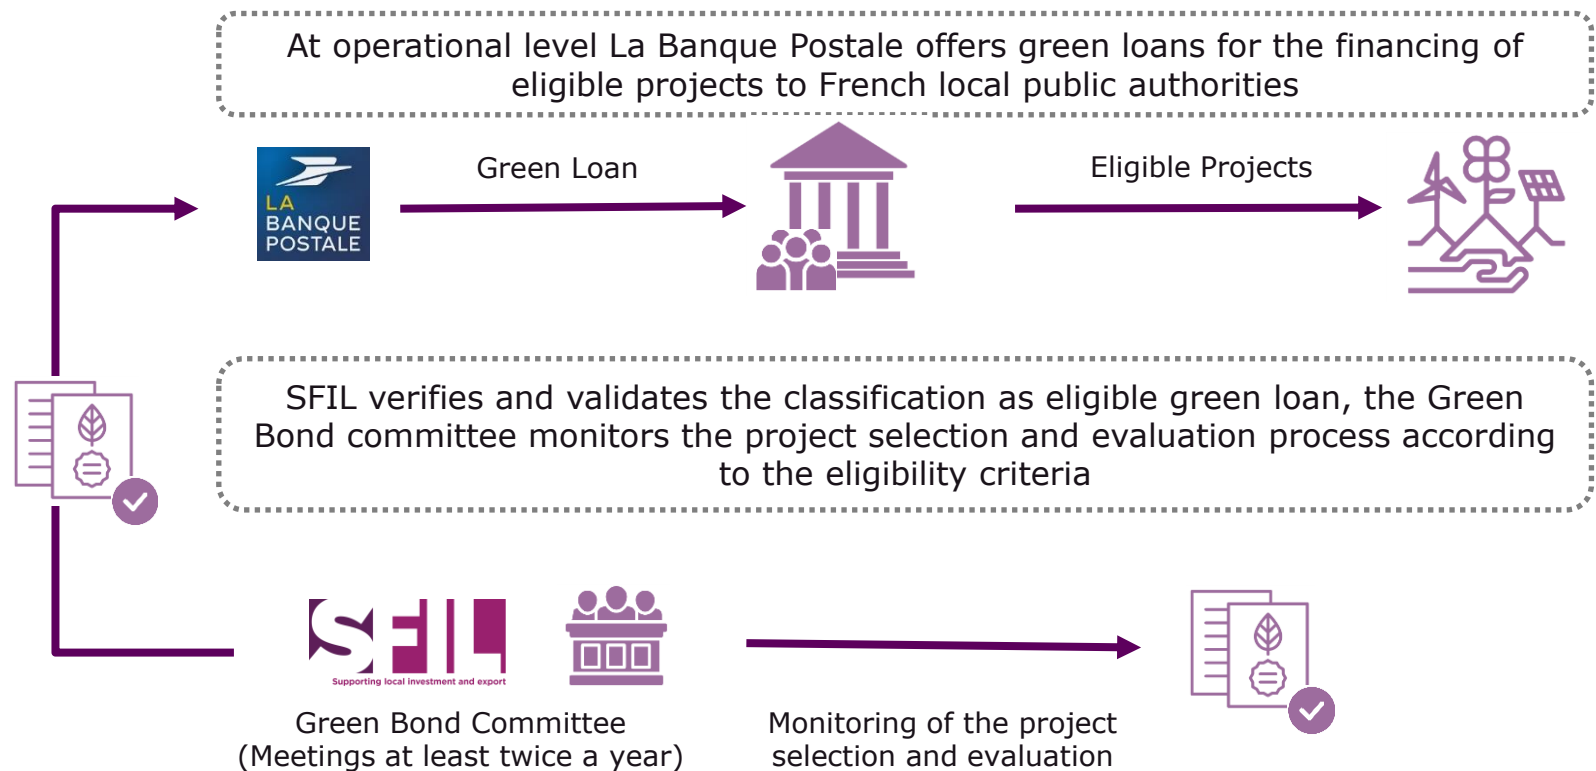 At operational level La Banque Postale offers green loans for the financing of
eligible projects to French local public authorities
LA
BANQUE
POSTALE
Green Loan
Eligible Projects
SFIL verifies and validates the classification as eligible green loan, the Green
Bond committee monitors the project selection and evaluation process according
to the eligibility criteria
SFIL
Supporting local investment and export
Green Bond Committee
(Meetings at least twice a year)
Monitoring of the project
selection and evaluation